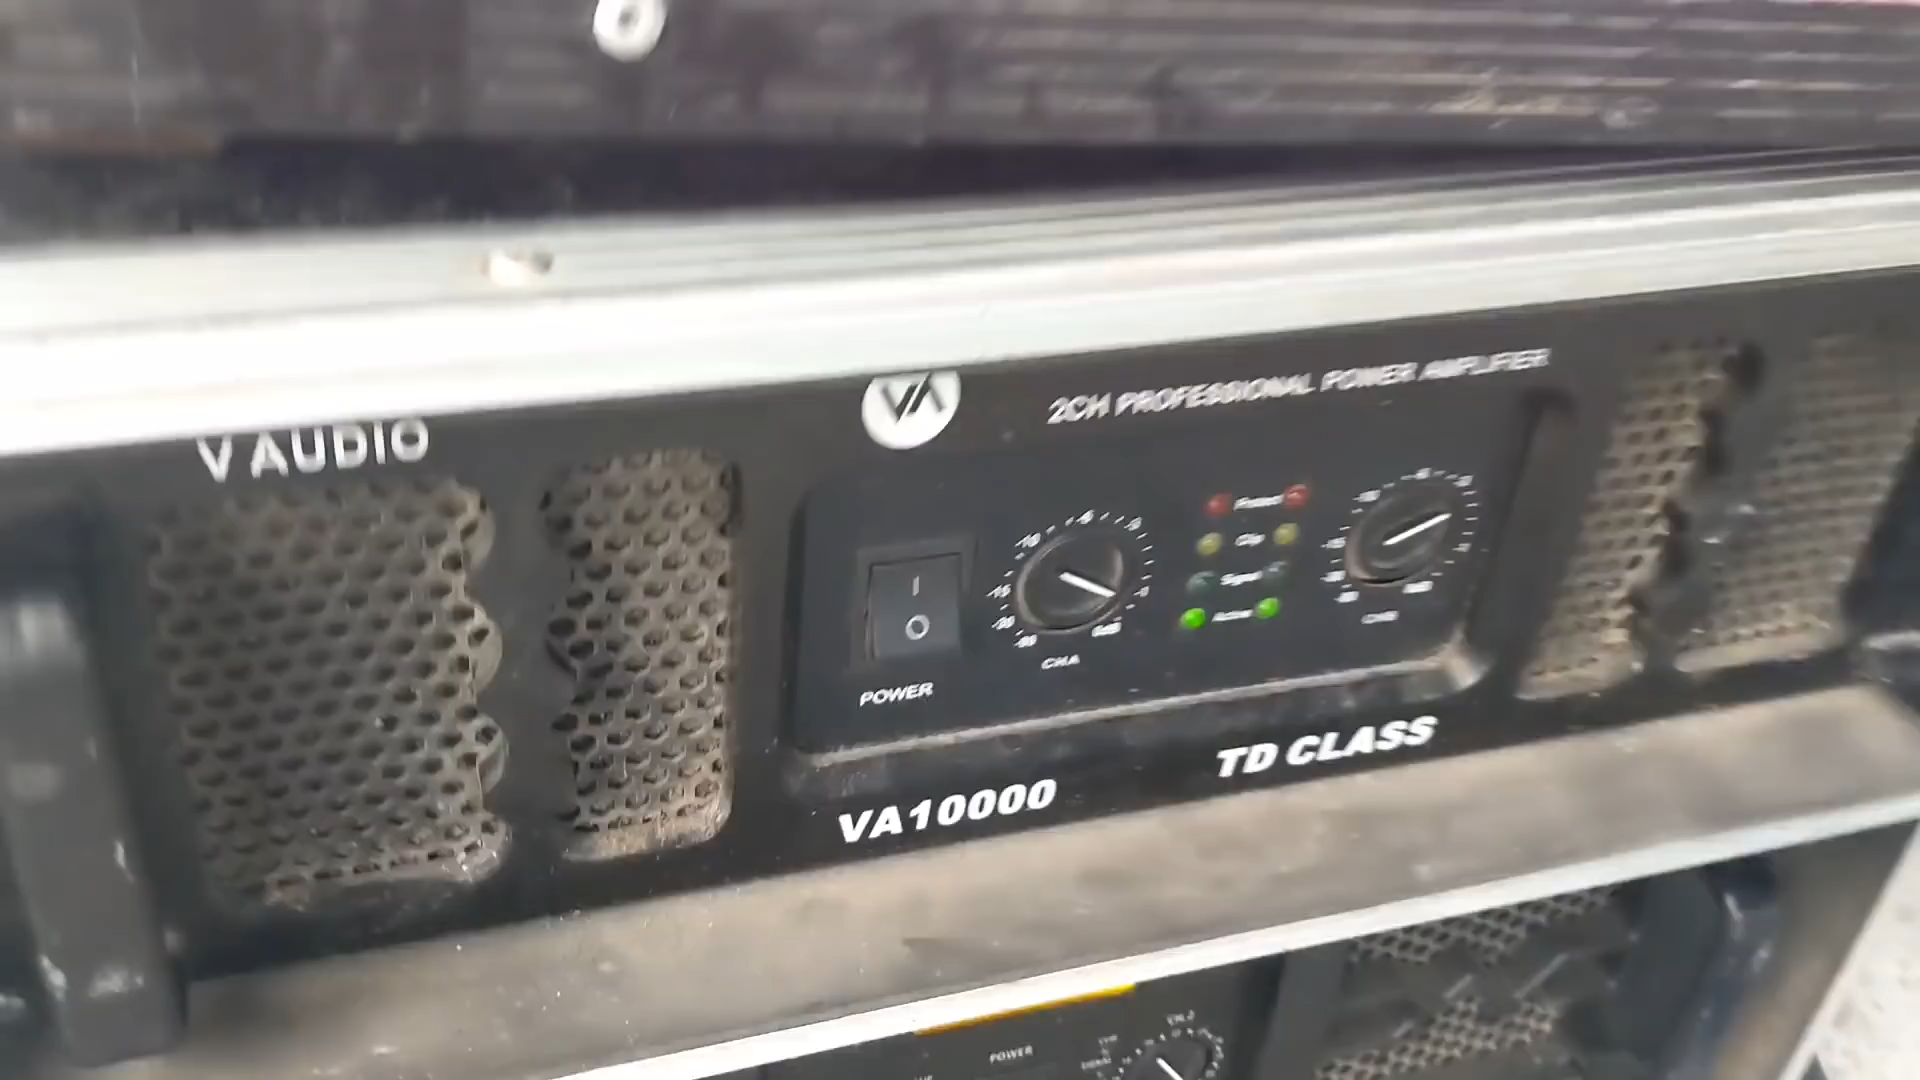 V AUDIO
VA
2CH PROFESSIONAL POWER AMPLIFIER
Protect
Clip
Signal
Active
I
O
POWER
CHA
CHB
VA10000
TD CLASS
POWER